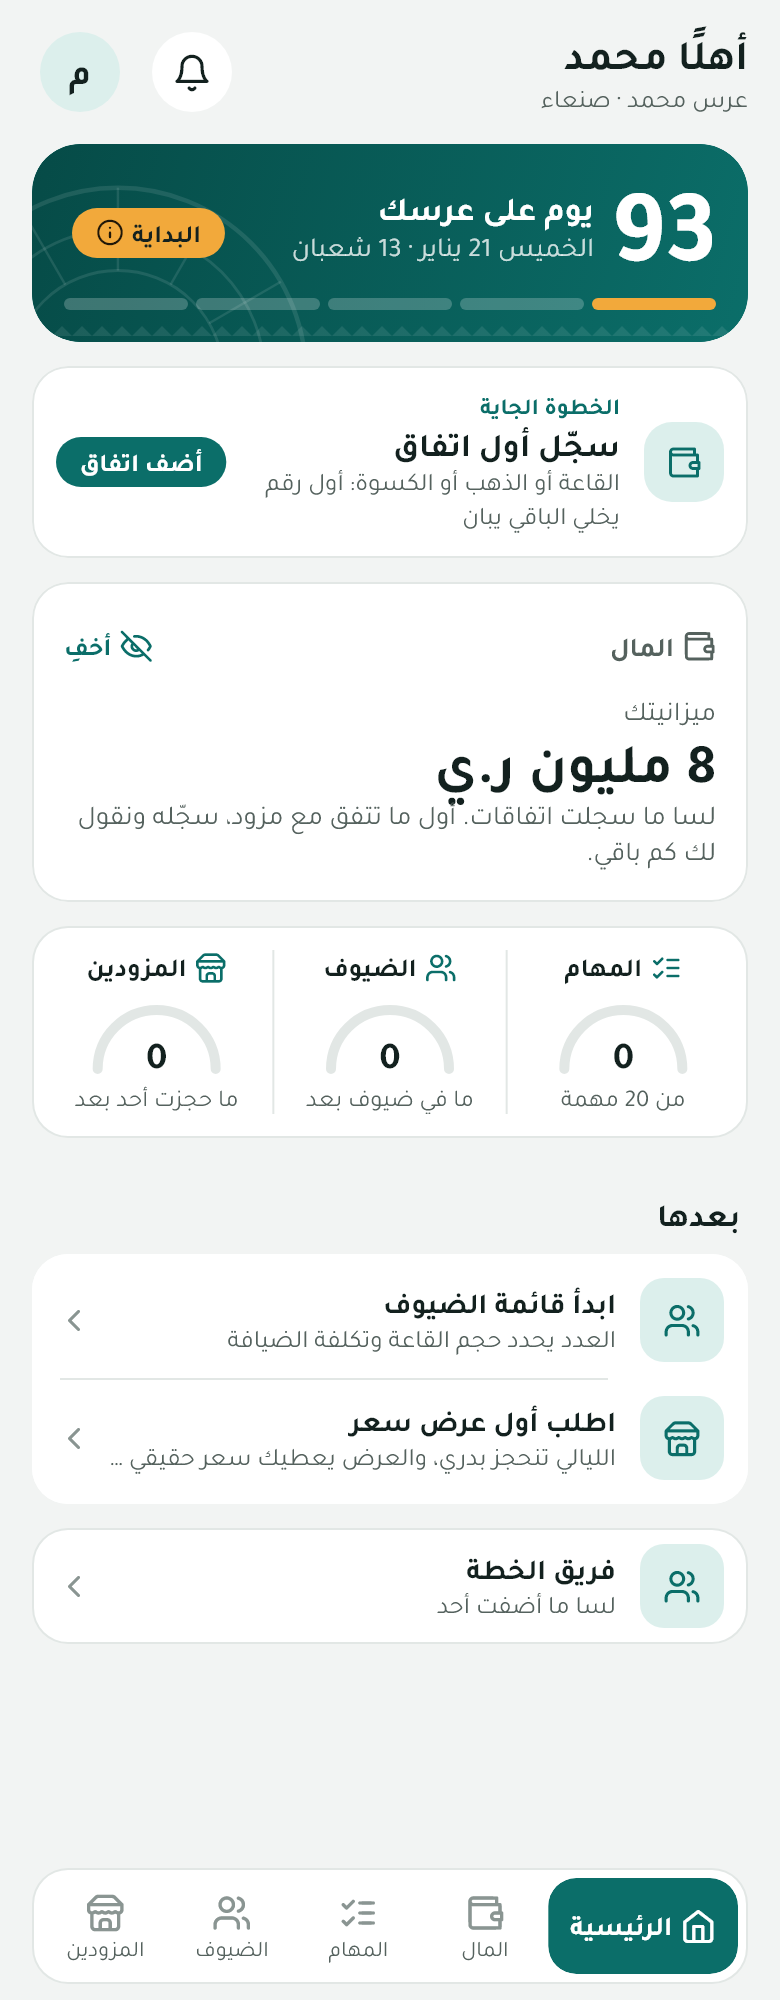 أهلًا محمد
عرس محمد · صنعاء
م
93
يوم على عرسك
الخميس 21 يناير · 13 شعبان
البداية
الخطوة الجاية
سجّل أول اتفاق
القاعة أو الذهب أو الكسوة: أول رقم
يخلي الباقي يبان
أضف اتفاق
المال
أخفِ
ميزانيتك
8 مليون ر.ي
لسا ما سجلت اتفاقات. أول ما تتفق مع مزود، سجّله ونقول
لك كم باقي.
المهام
0
من 20 مهمة
الضيوف
0
ما في ضيوف بعد
المزودين
0
ما حجزت أحد بعد
بعدها
ابدأ قائمة الضيوف
العدد يحدد حجم القاعة وتكلفة الضيافة
اطلب أول عرض سعر
الليالي تنحجز بدري، والعرض يعطيك سعر حقيقي ...
فريق الخطة
لسا ما أضفت أحد
الرئيسية
المال
المهام
الضيوف
المزودين